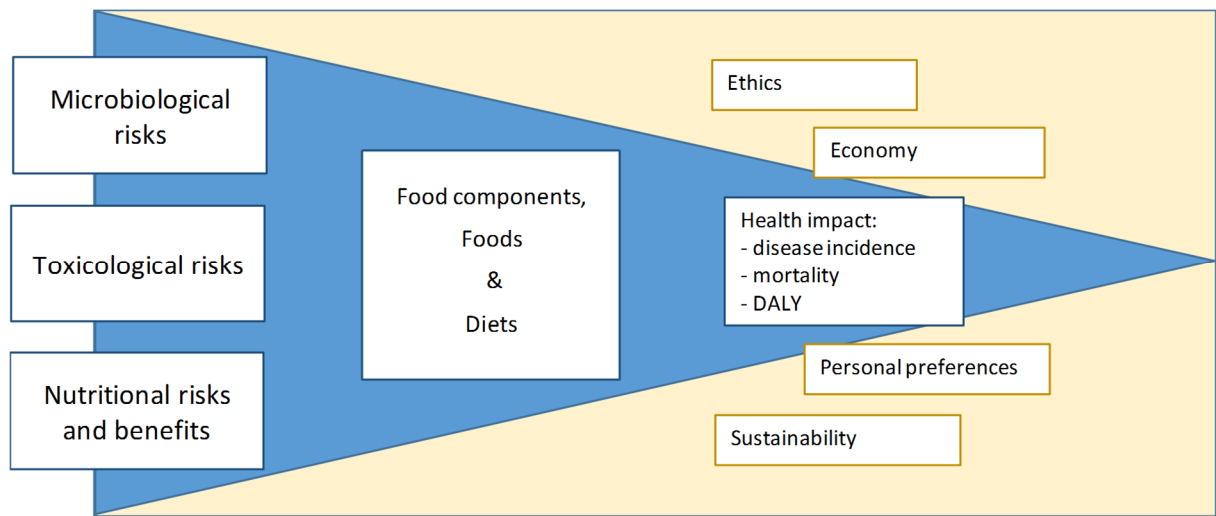 Microbiological
risks
Toxicological risks
Nutritional risks
and benefits
Food components,
Foods
&
Diets
Ethics
Economy
Health impact:
- disease incidence
- mortality
- DALY
Personal preferences
Sustainability